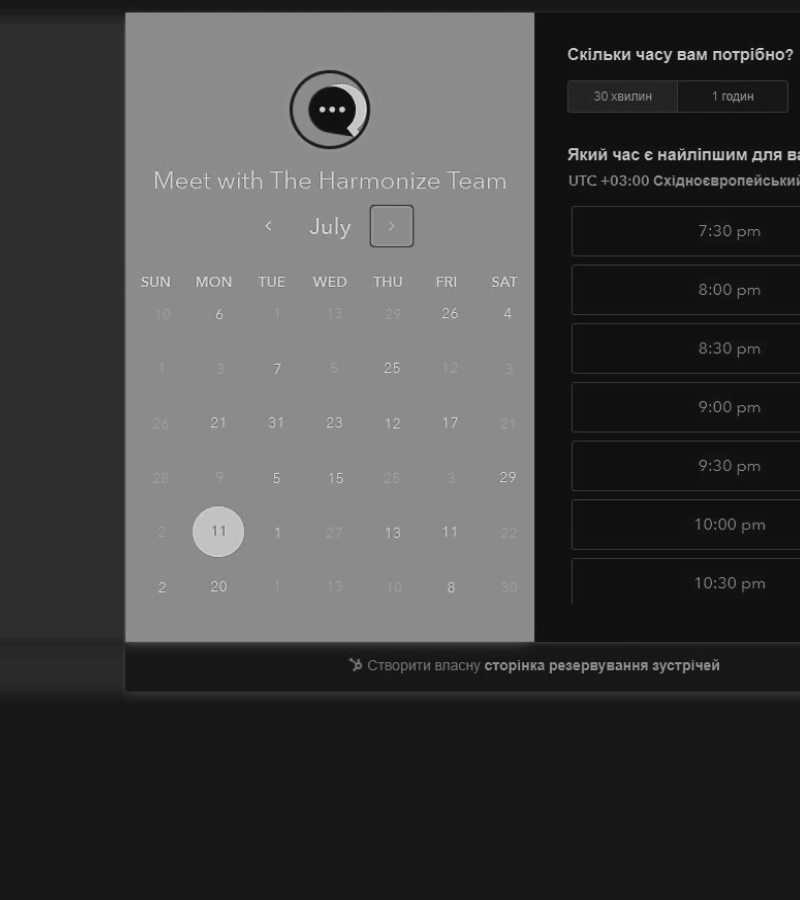 Meet with The Harmonize Team
July
SUN MON TUE WED THU FRI SAT
10 6 1 13 29 26 4
1 3 7 5 25 12 3
26 21 31 23 12 17 21
28 9 5 15 25 3 29
2 11 1 27 13 11 22
2 20 1 13 10 8 30
Скільки часу вам потрібно?
30 хвилин 1 годин
Який час є найліпшим для
UTC +03:00 Східноєвропейський
7:30 pm
8:00 pm
8:30 pm
9:00 pm
9:30 pm
10:00 pm
10:30 pm
Створити власну сторінка резервування зустрічей